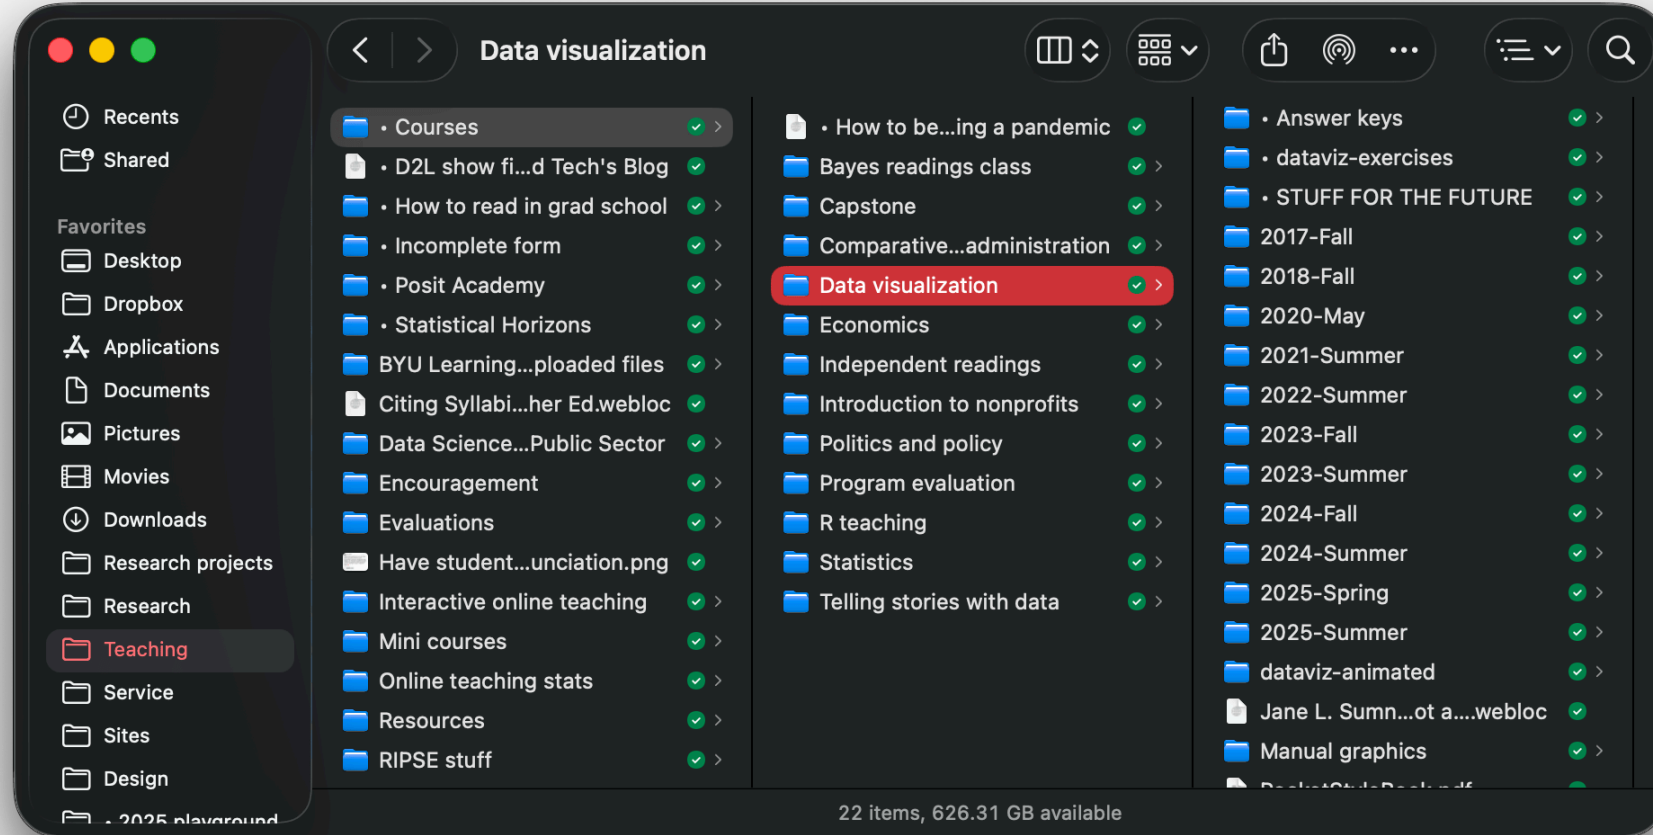 Data visualization
Recents
Shared
Favorites
Desktop
Dropbox
Applications
Documents
Pictures
Movies
Downloads
Research projects
Research
Teaching
Service
Sites
Design
• 2025 playground
• Courses
• D2L show fi...d Tech's Blog
• How to read in grad school
• Incomplete form
• Posit Academy
• Statistical Horizons
BYU Learning...ploaded files
Citing Syllabi...her Ed.webloc
Data Science...Public Sector
Encouragement
Evaluations
Have student...unciation.png
Interactive online teaching
Mini courses
Online teaching stats
Resources
RIPSE stuff
• How to be...ing a pandemic
Bayes readings class
Capstone
Comparative...administration
Data visualization
Economics
Independent readings
Introduction to nonprofits
Politics and policy
Program evaluation
R teaching
Statistics
Telling stories with data
• Answer keys
• dataviz-exercises
• STUFF FOR THE FUTURE
2017-Fall
2018-Fall
2020-May
2021-Summer
2022-Summer
2023-Fall
2023-Summer
2024-Fall
2024-Summer
2025-Spring
2025-Summer
dataviz-animated
Jane L. Sumn...ot a....webloc
Manual graphics
22 items, 626.31 GB available